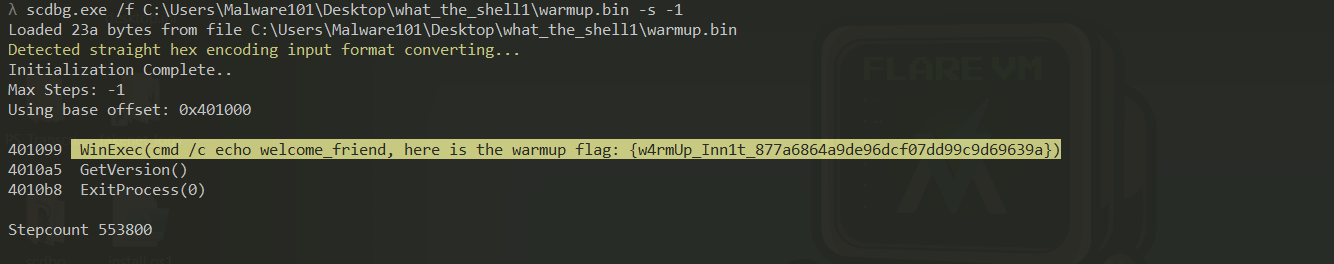 λ scdbg.exe /f C:\Users\Malware101\Desktop\what_the_shell1\warmup.bin -s -1
Loaded 23a bytes from file C:\Users\Malware101\Desktop\what_the_shell1\warmup.bin
Detected straight hex encoding input format converting...
Initialization Complete..
Max Steps: -1
Using base offset: 0x401000
FLARE VM
401099  WinExec(cmd /c echo welcome_friend, here is the warmup flag: {w4rmUp_Inn1t_877a6864a9de96dcf07dd99c9d69639a})
4010a5  GetVersion()
4010b8  ExitProcess(0)
Stepcount 553800